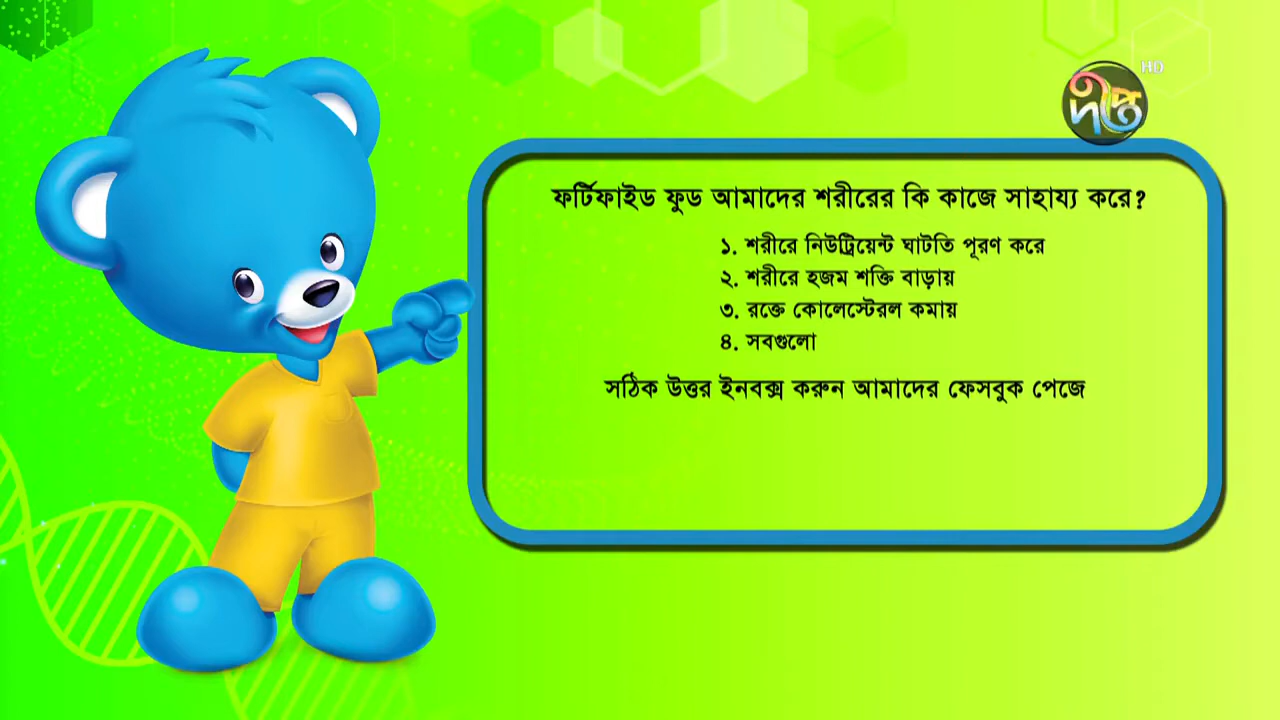 দীপ্ত
HD
ফর্টিফাইড ফুড আমাদের শরীরের কি কাজে সাহায্য করে?
১. শরীরে নিউট্রিয়েন্ট ঘাটতি পূরণ করে
২. শরীরে হজম শক্তি বাড়ায়
৩. রক্তে কোলেস্টেরল কমায়
৪. সবগুলো
সঠিক উত্তর ইনবক্স করুন আমাদের ফেসবুক পেজে